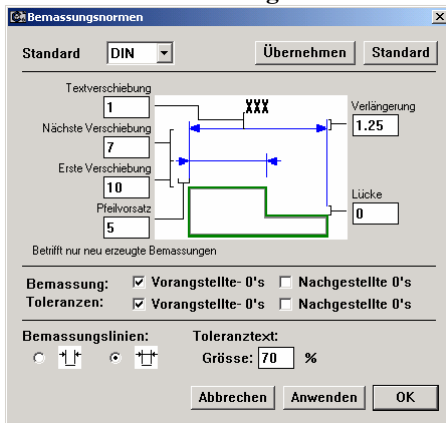 Bemassungsnormen
Standard DIN Übernehmen Standard
Textverschiebung
1
XXX
Verlängerung
1.25
Nächste Verschiebung
7
Erste Verschiebung
10
Lücke
0
Pfeilvorsatz
5
Betrifft nur neu erzeugte Bemassungen
Bemassung: Vorangstellte- 0's Nachgestellte 0's
Toleranzen: Vorangstellte- 0's Nachgestellte 0's
Bemassungslinien: Toleranztext:
Grösse: 70 %
Abbrechen Anwenden OK